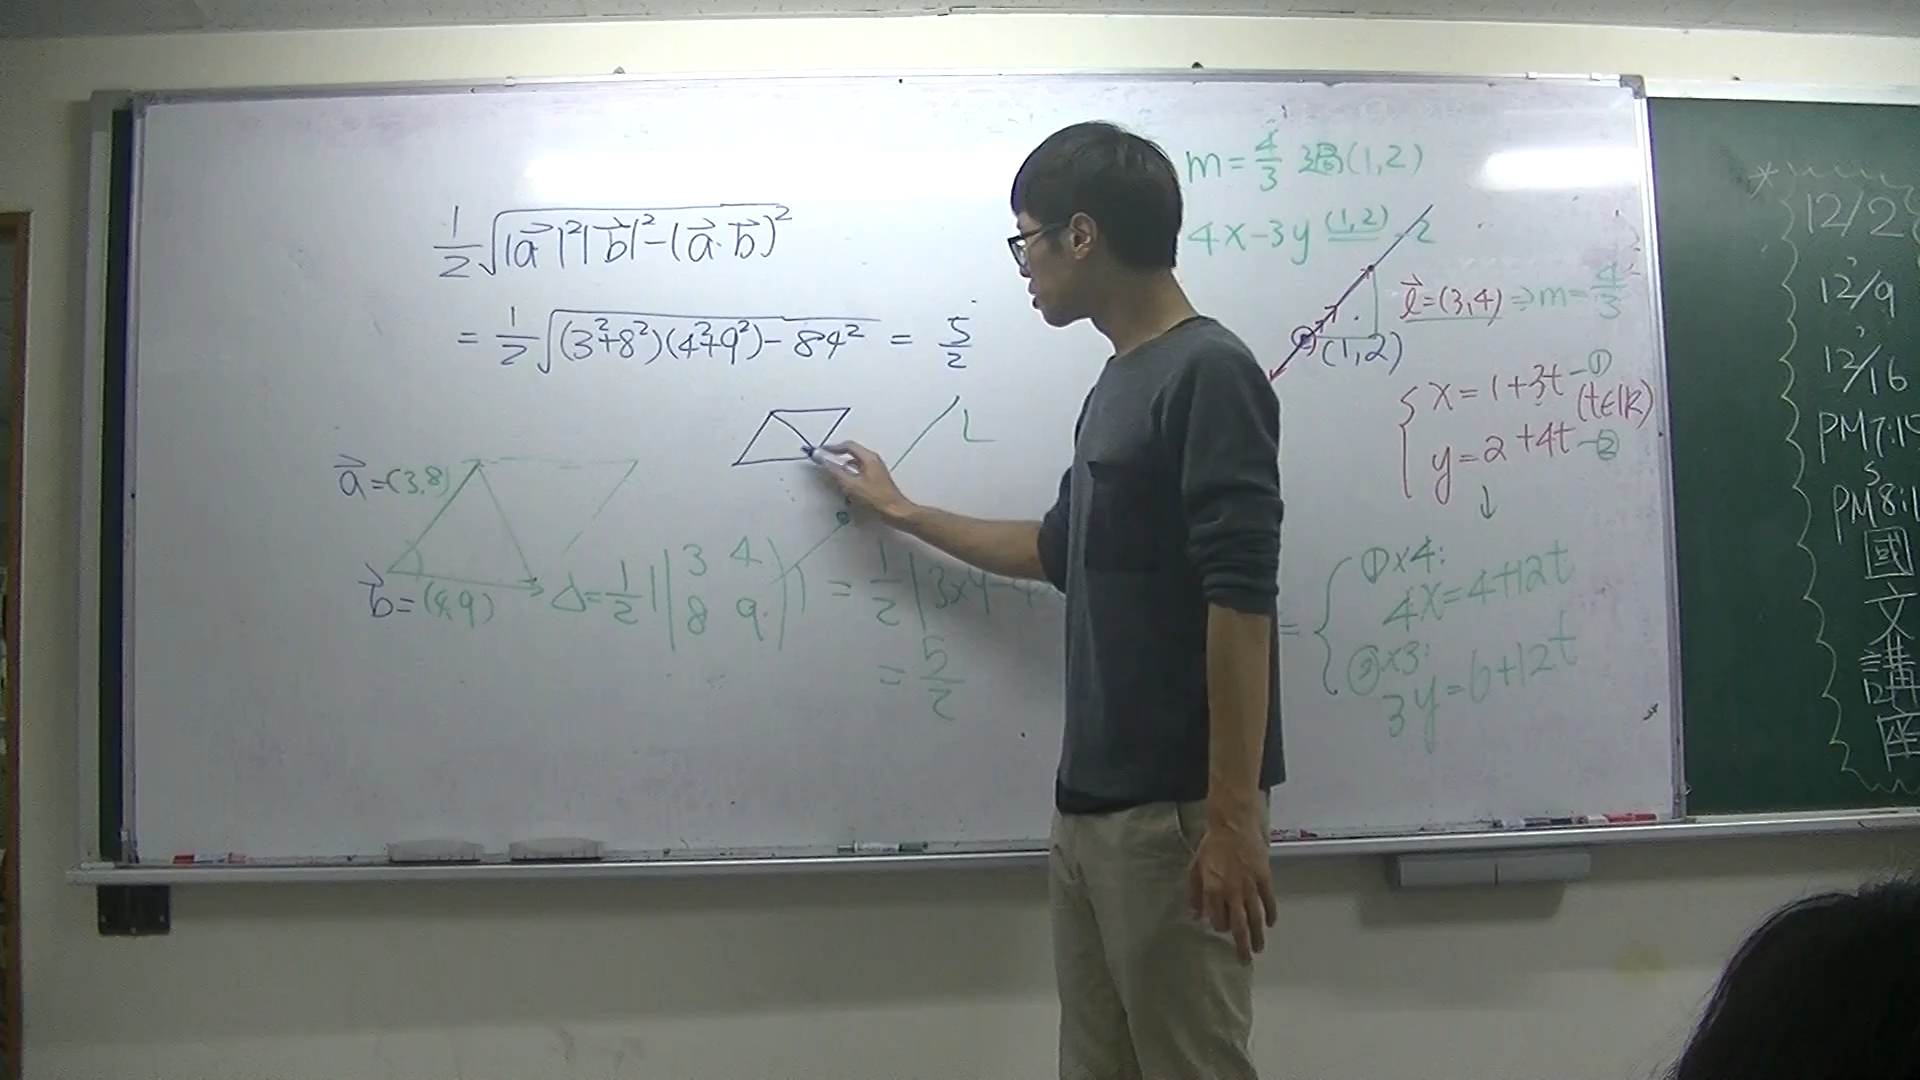 1/2 √(|a⃗|²|b⃗|²-(a⃗·b⃗)²
= 1/2 √(3²+8²)(4²+9²)-84² = 5/2
L
a⃗=(3,8)
b⃗=(4,9)
△=1/2||3 4
8 9|| = 1/2|3×9-4
= 5/2
m=4/3 過(1,2)
4x-3y (1,2) -2
l⃗=(3,4)⇒m=4/3
(1,2)
x=1+3t-①
(t∈R)
y=2+4t-②
↓
①×4:
4x=4+12t
②×3:
3y=6+12t
12/2
12/9
12/16
PM7:15
PM8:1
國
文
講
座